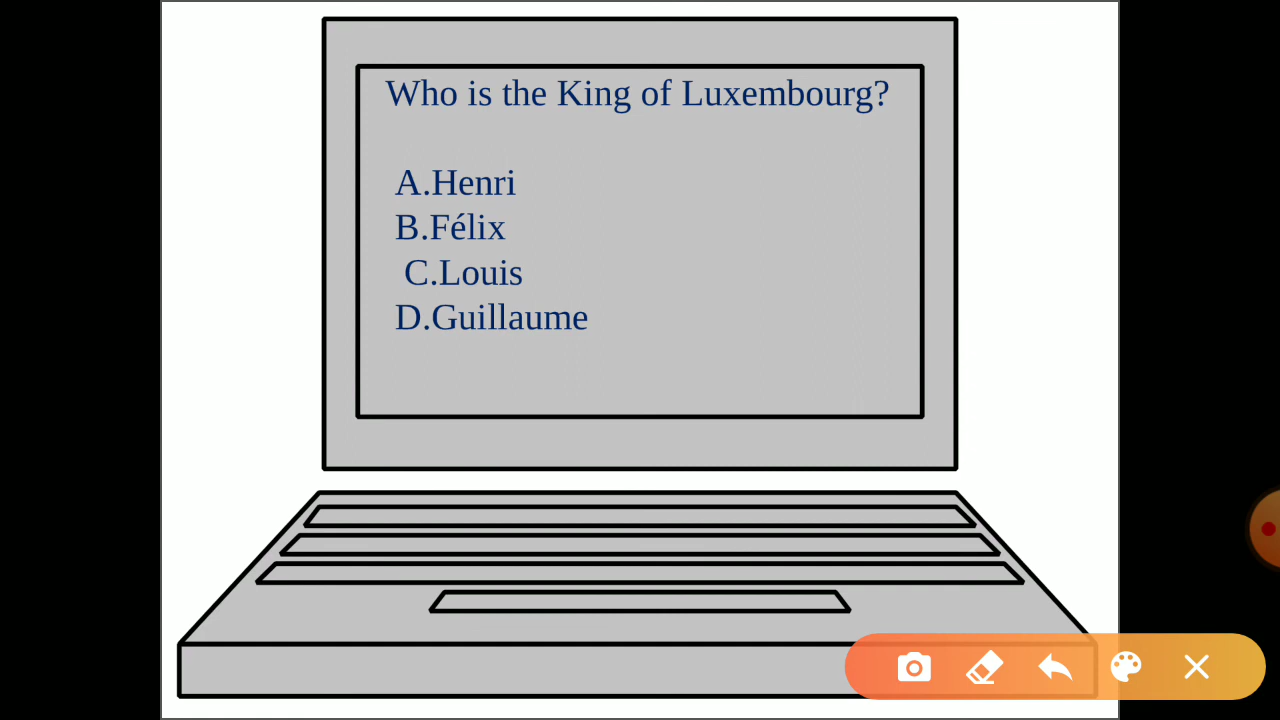 Who is the King of Luxembourg?
A.Henri
B.Félix
C.Louis
D.Guillaume